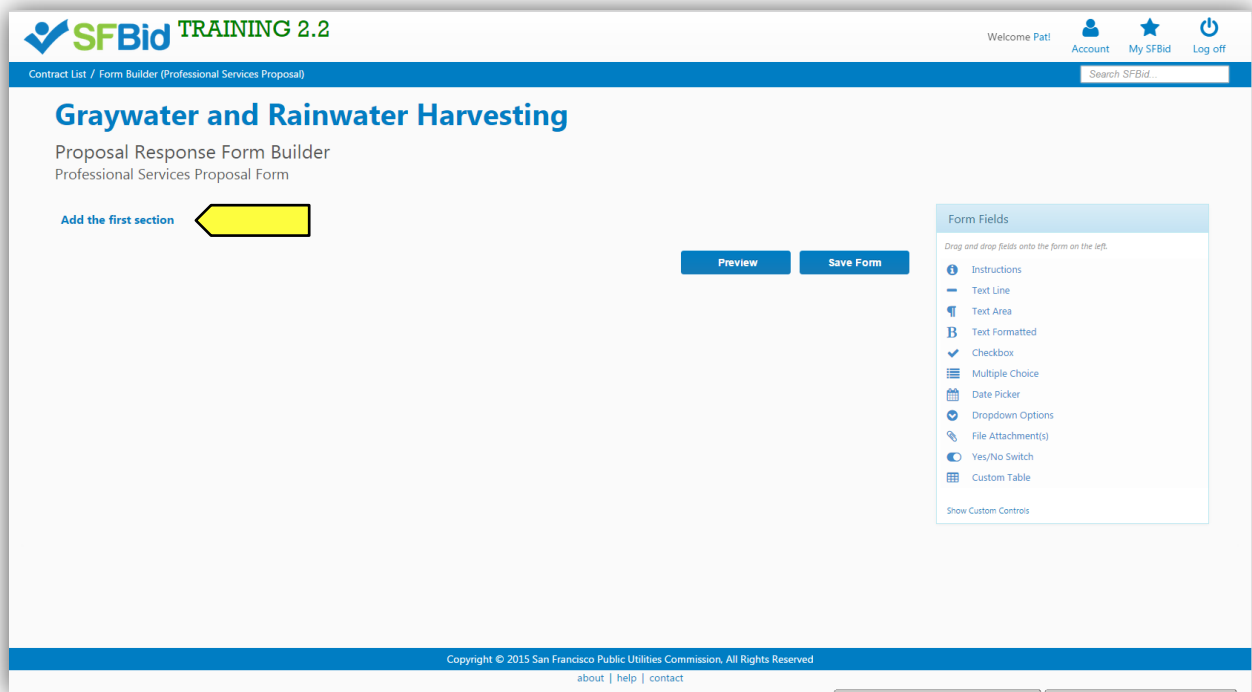 SFBid TRAINING 2.2
Welcome Pat!
Account
My SFBid
Log off
Contract List / Form Builder (Professional Services Proposal)
Search SFBid...
Graywater and Rainwater Harvesting
Proposal Response Form Builder
Professional Services Proposal Form
Add the first section
Preview
Save Form
Form Fields
Drag and drop fields onto the form on the left.
Instructions
Text Line
Text Area
B Text Formatted
Checkbox
Multiple Choice
Date Picker
Dropdown Options
File Attachment(s)
Yes/No Switch
Custom Table
Show Custom Controls
Copyright © 2015 San Francisco Public Utilities Commission, All Rights Reserved
about | help | contact